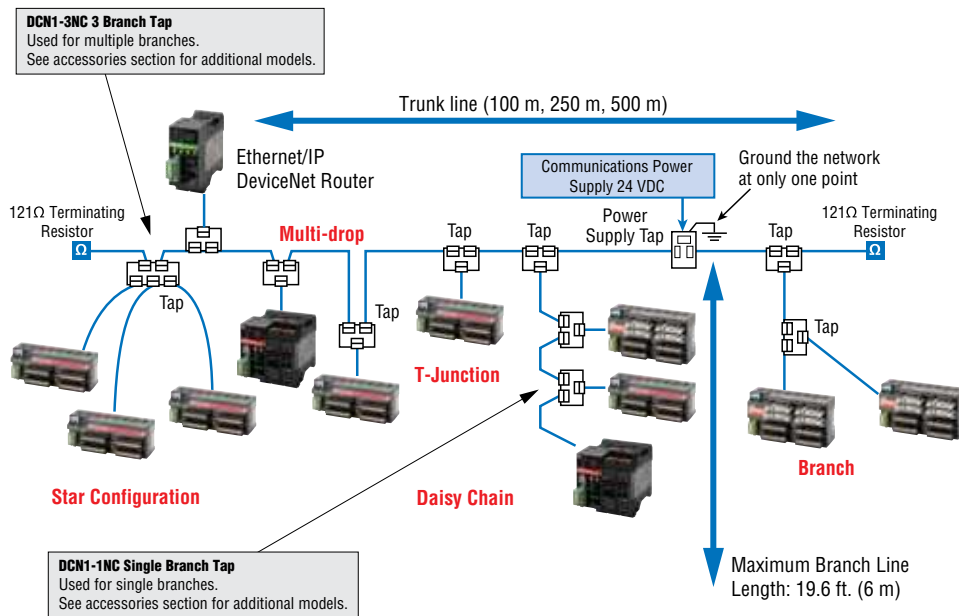 DCN1-3NC 3 Branch Tap
Used for multiple branches.
See accessories section for additional models.
Trunk line (100 m, 250 m, 500 m)
Ethernet/IP
DeviceNet Router
Communications Power
Supply 24 VDC
Ground the network
at only one point
121Ω Terminating
Resistor
Ω
Multi-drop
Tap
Tap
Power
Supply Tap
Tap
121Ω Terminating
Resistor
Ω
Tap
Tap
Tap
T-Junction
Star Configuration
Daisy Chain
Branch
DCN1-1NC Single Branch Tap
Used for single branches.
See accessories section for additional models.
Maximum Branch Line
Length: 19.6 ft. (6 m)